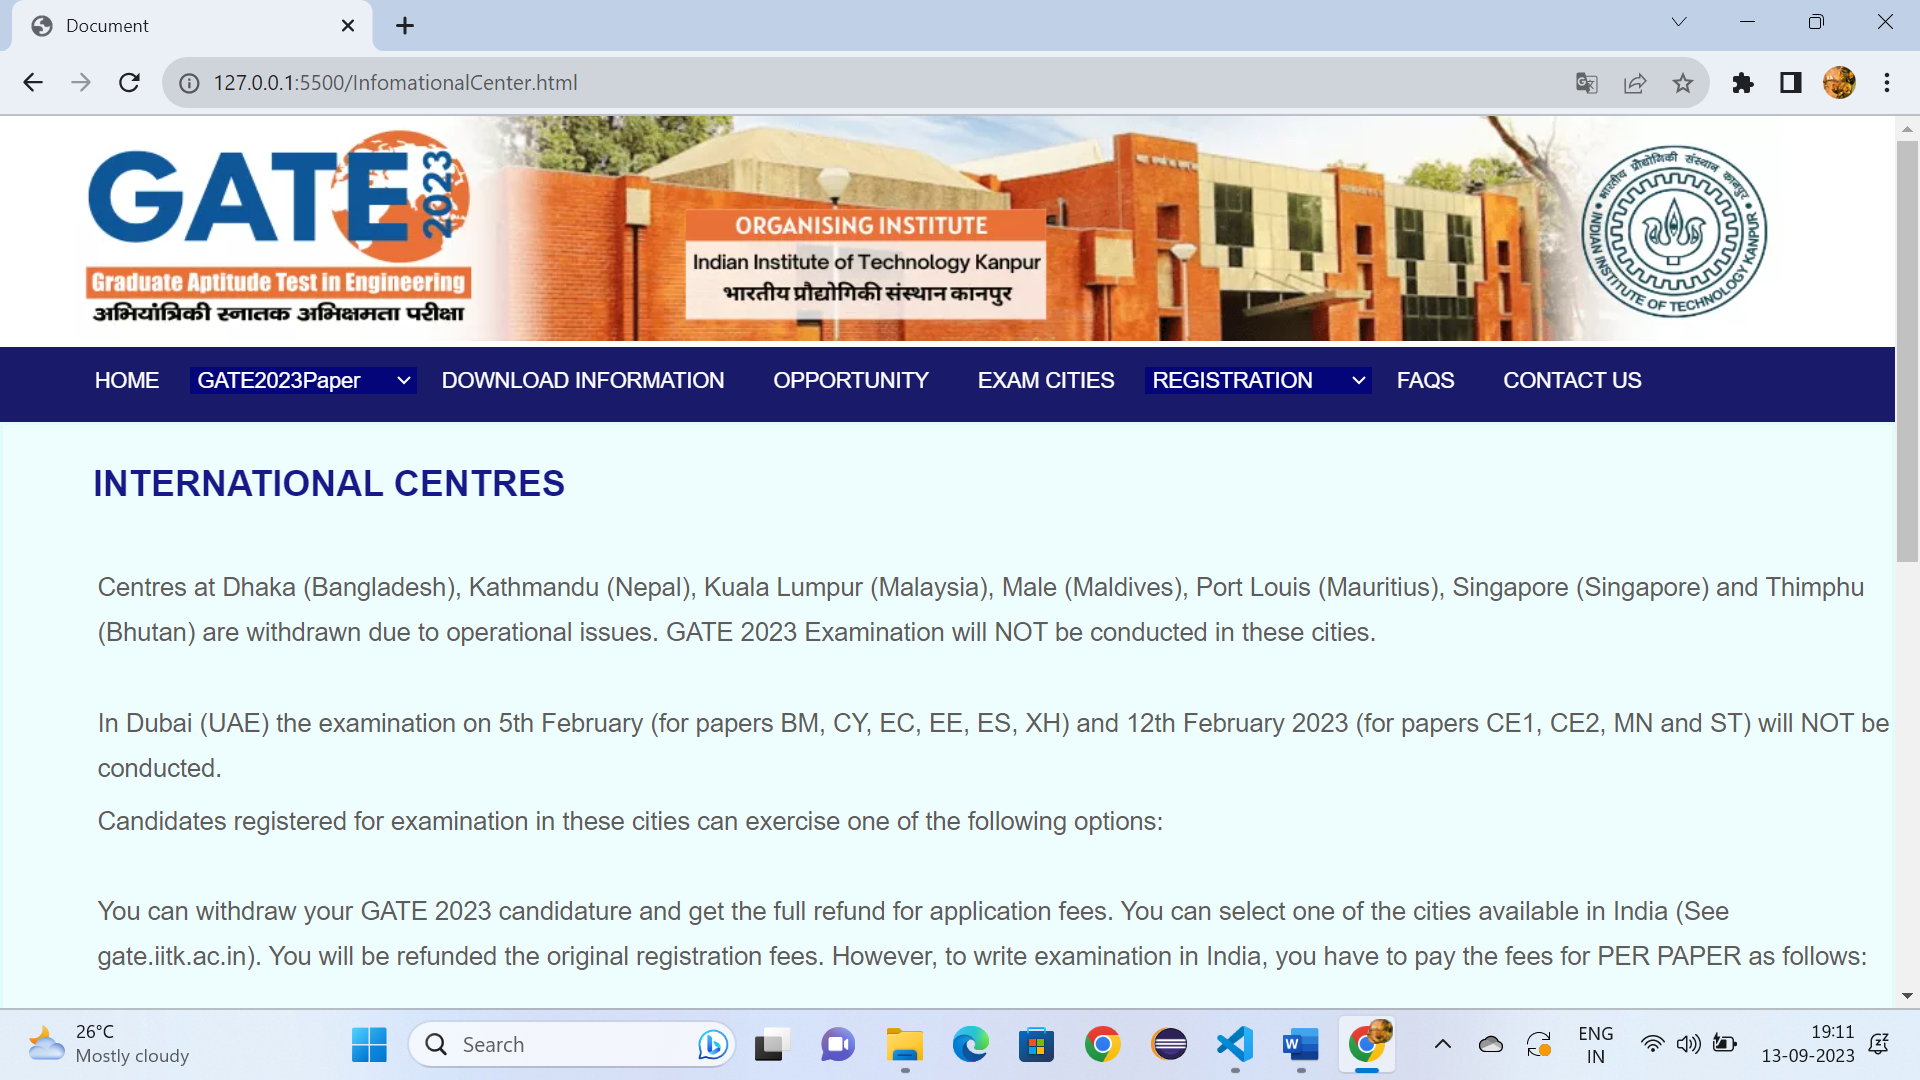 Document
127.0.0.1:5500/InfomationalCenter.html
GATE 2023
Graduate Aptitude Test in Engineering
अभियांत्रिकी स्नातक अभिक्षमता परीक्षा
ORGANISING INSTITUTE
Indian Institute of Technology Kanpur
भारतीय प्रौद्योगिकी संस्थान कानपुर
भारतीय प्रौद्योगिकी संस्थान कानपुर
INDIAN INSTITUTE OF TECHNOLOGY KANPUR
HOME GATE2023Paper DOWNLOAD INFORMATION OPPORTUNITY EXAM CITIES REGISTRATION FAQS CONTACT US
INTERNATIONAL CENTRES
Centres at Dhaka (Bangladesh), Kathmandu (Nepal), Kuala Lumpur (Malaysia), Male (Maldives), Port Louis (Mauritius), Singapore (Singapore) and Thimphu
(Bhutan) are withdrawn due to operational issues. GATE 2023 Examination will NOT be conducted in these cities.
In Dubai (UAE) the examination on 5th February (for papers BM, CY, EC, EE, ES, XH) and 12th February 2023 (for papers CE1, CE2, MN and ST) will NOT be
conducted.
Candidates registered for examination in these cities can exercise one of the following options:
You can withdraw your GATE 2023 candidature and get the full refund for application fees. You can select one of the cities available in India (See
gate.iitk.ac.in). You will be refunded the original registration fees. However, to write examination in India, you have to pay the fees for PER PAPER as follows:
26°C
Mostly cloudy
Search
ENG
IN
19:11
13-09-2023